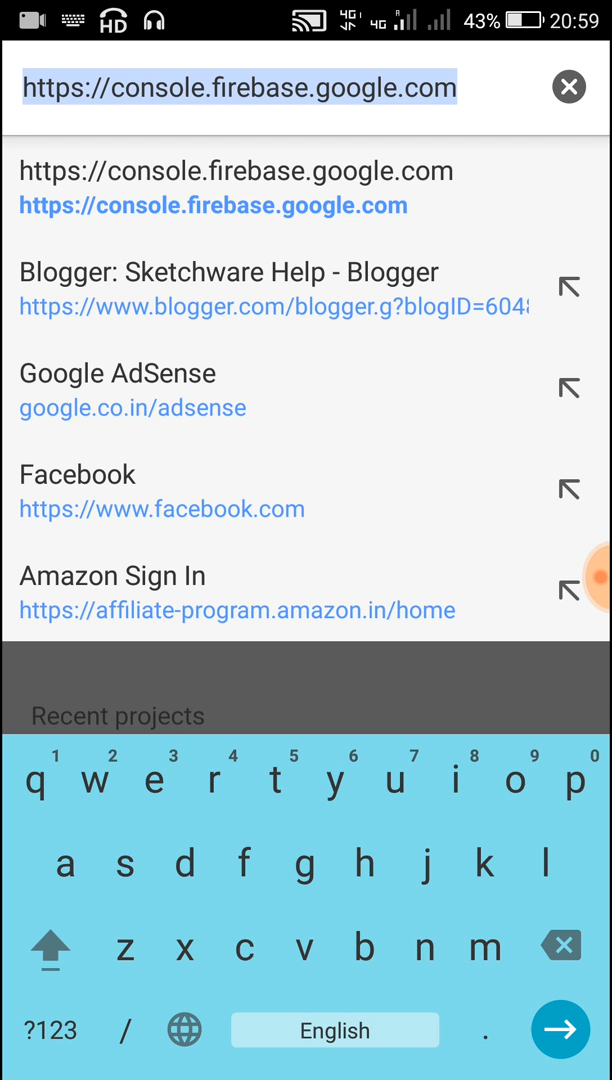 HD 4G 4G R 43% 20:59
https://console.firebase.google.com
https://console.firebase.google.com
https://console.firebase.google.com
Blogger: Sketchware Help - Blogger
https://www.blogger.com/blogger.g?blogID=604
Google AdSense
google.co.in/adsense
Facebook
https://www.facebook.com
Amazon Sign In
https://affiliate-program.amazon.in/home
Recent projects
1 2 3 4 5 6 7 8 9 0
q w e r t y u i o p
a s d f g h j k l
z x c v b n m
?123 / English .